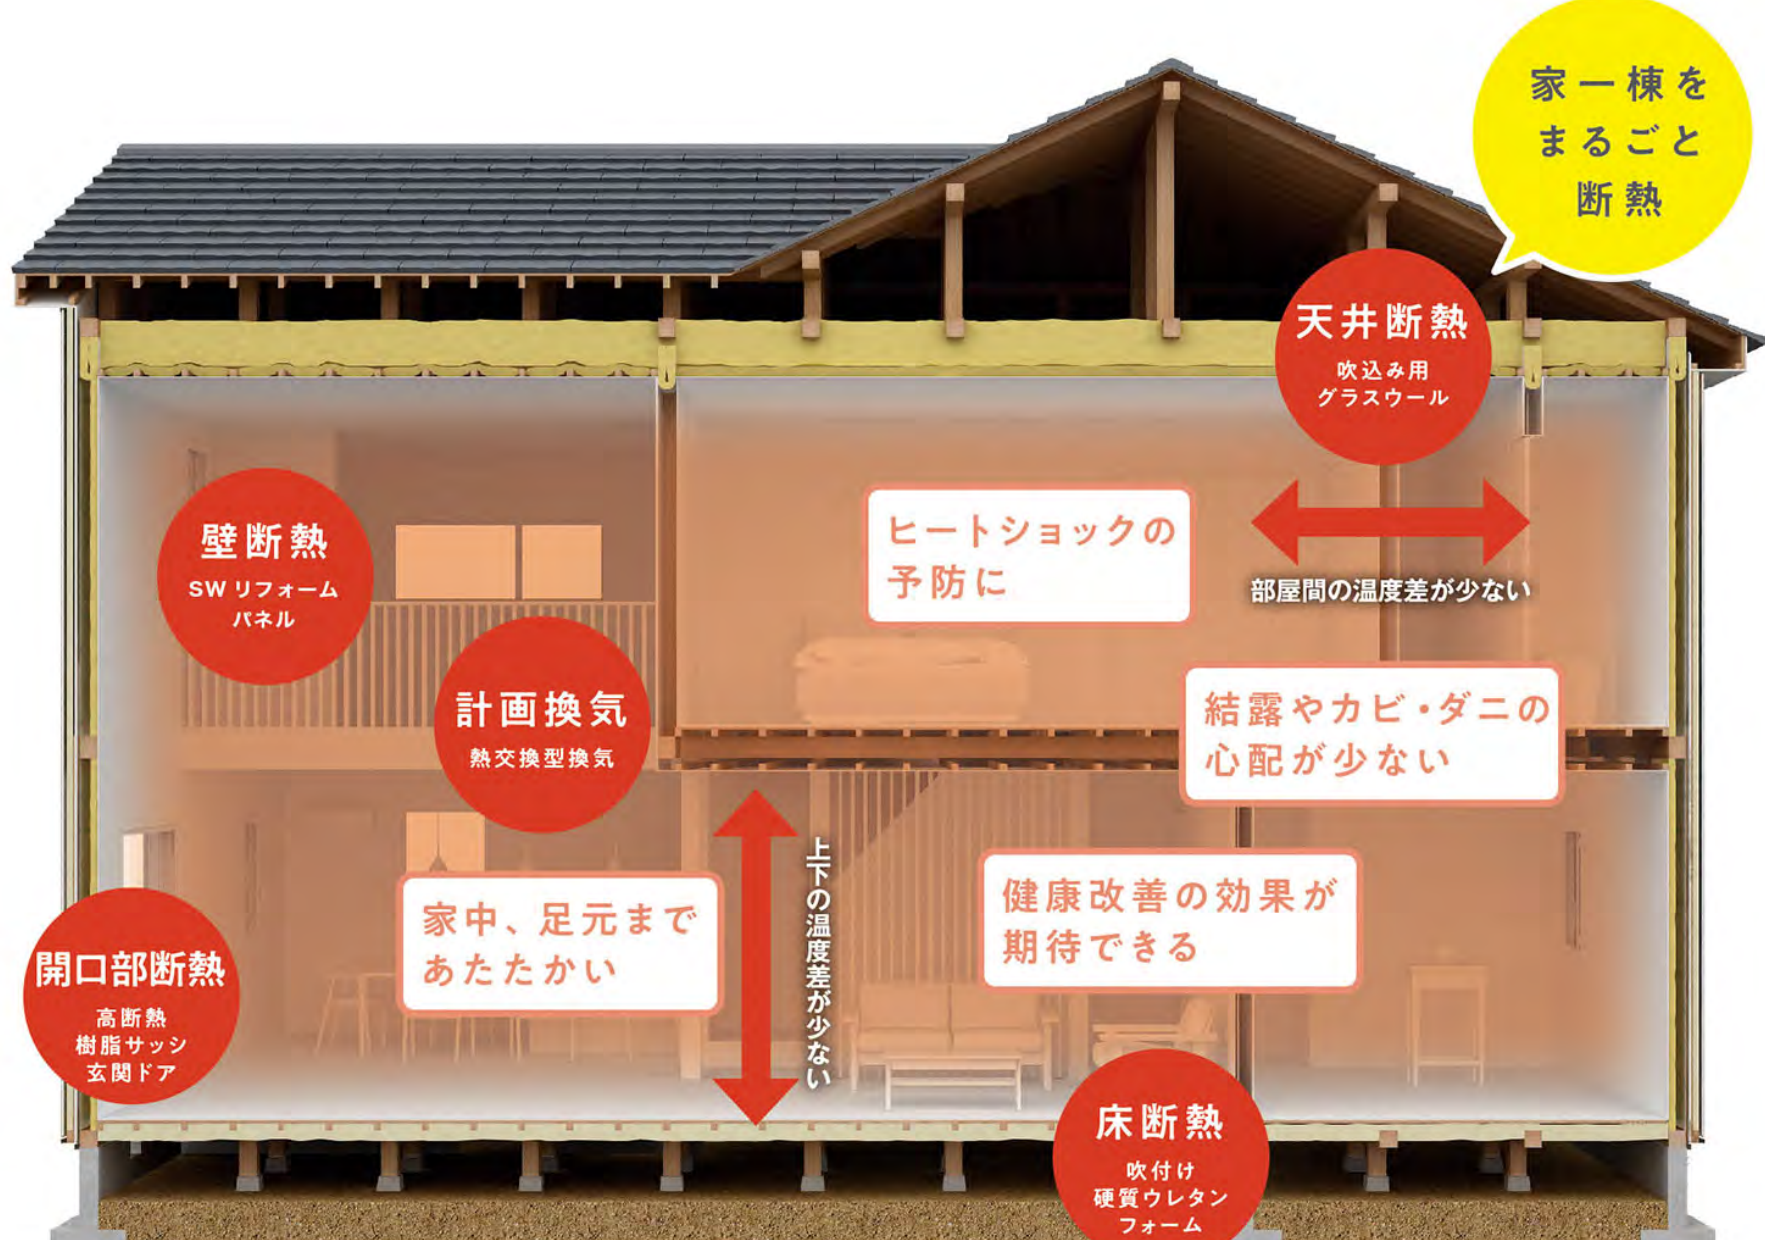 家一棟を
まるごと
断熱
天井断熱
吹込み用
グラスウール
壁断熱
SW リフォーム
パネル
ヒートショックの
予防に
部屋間の温度差が少ない
計画換気
熱交換型換気
結露やカビ・ダニの
心配が少ない
上下の温度差が少ない
家中、足元まで
あたたかい
健康改善の効果が
期待できる
開口部断熱
高断熱
樹脂サッシ
玄関ドア
床断熱
吹付け
硬質ウレタン
フォーム